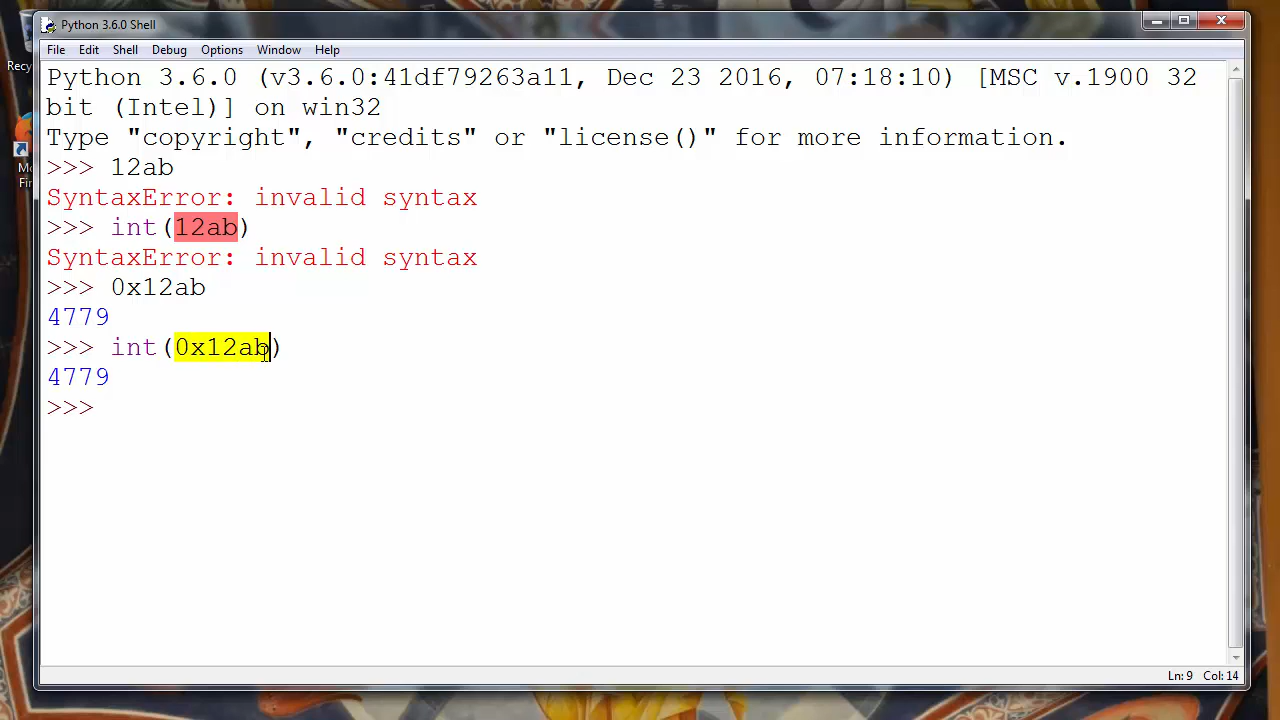 Python 3.6.0 Shell
File Edit Shell Debug Options Window Help
Python 3.6.0 (v3.6.0:41df79263a11, Dec 23 2016, 07:18:10) [MSC v.1900 32
bit (Intel)] on win32
Type "copyright", "credits" or "license()" for more information.
>>> 12ab
SyntaxError: invalid syntax
>>> int(12ab)
SyntaxError: invalid syntax
>>> 0x12ab
4779
>>> int(0x12ab)
4779
>>>
Ln: 9 Col: 14
Recy
Mo
Fir